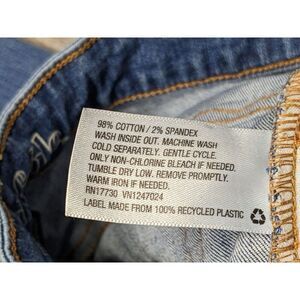 98% COTTON / 2% SPANDEX
WASH INSIDE OUT. MACHINE WASH
COLD SEPARATELY. GENTLE CYCLE.
ONLY NON-CHLORINE BLEACH IF NEEDED.
TUMBLE DRY LOW. REMOVE PROMPTLY.
WARM IRON IF NEEDED.
RN17730 VN1247024
LABEL MADE FROM 100% RECYCLED PLASTIC